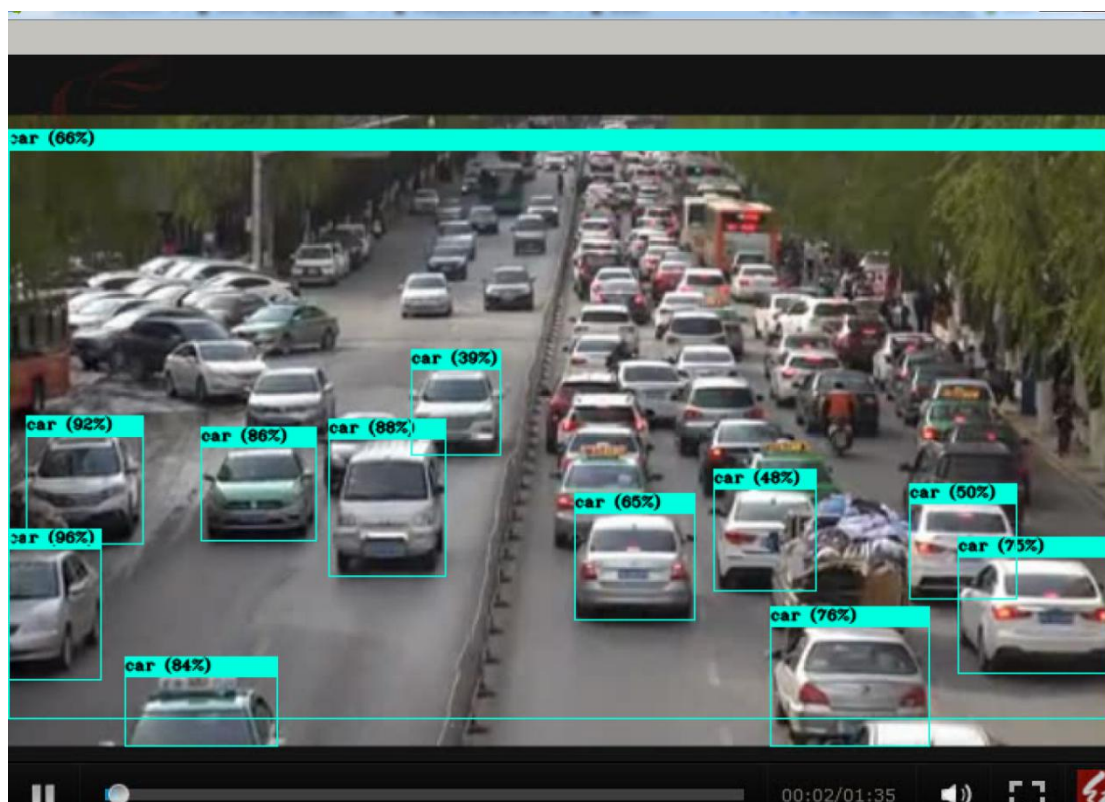 car (66%)
car (39%)
car (92%)
car (86%)
car (88%)
car (48%)
car (50%)
car (65%)
car (96%)
car (75%)
car (76%)
car (84%)
00:02/01:35